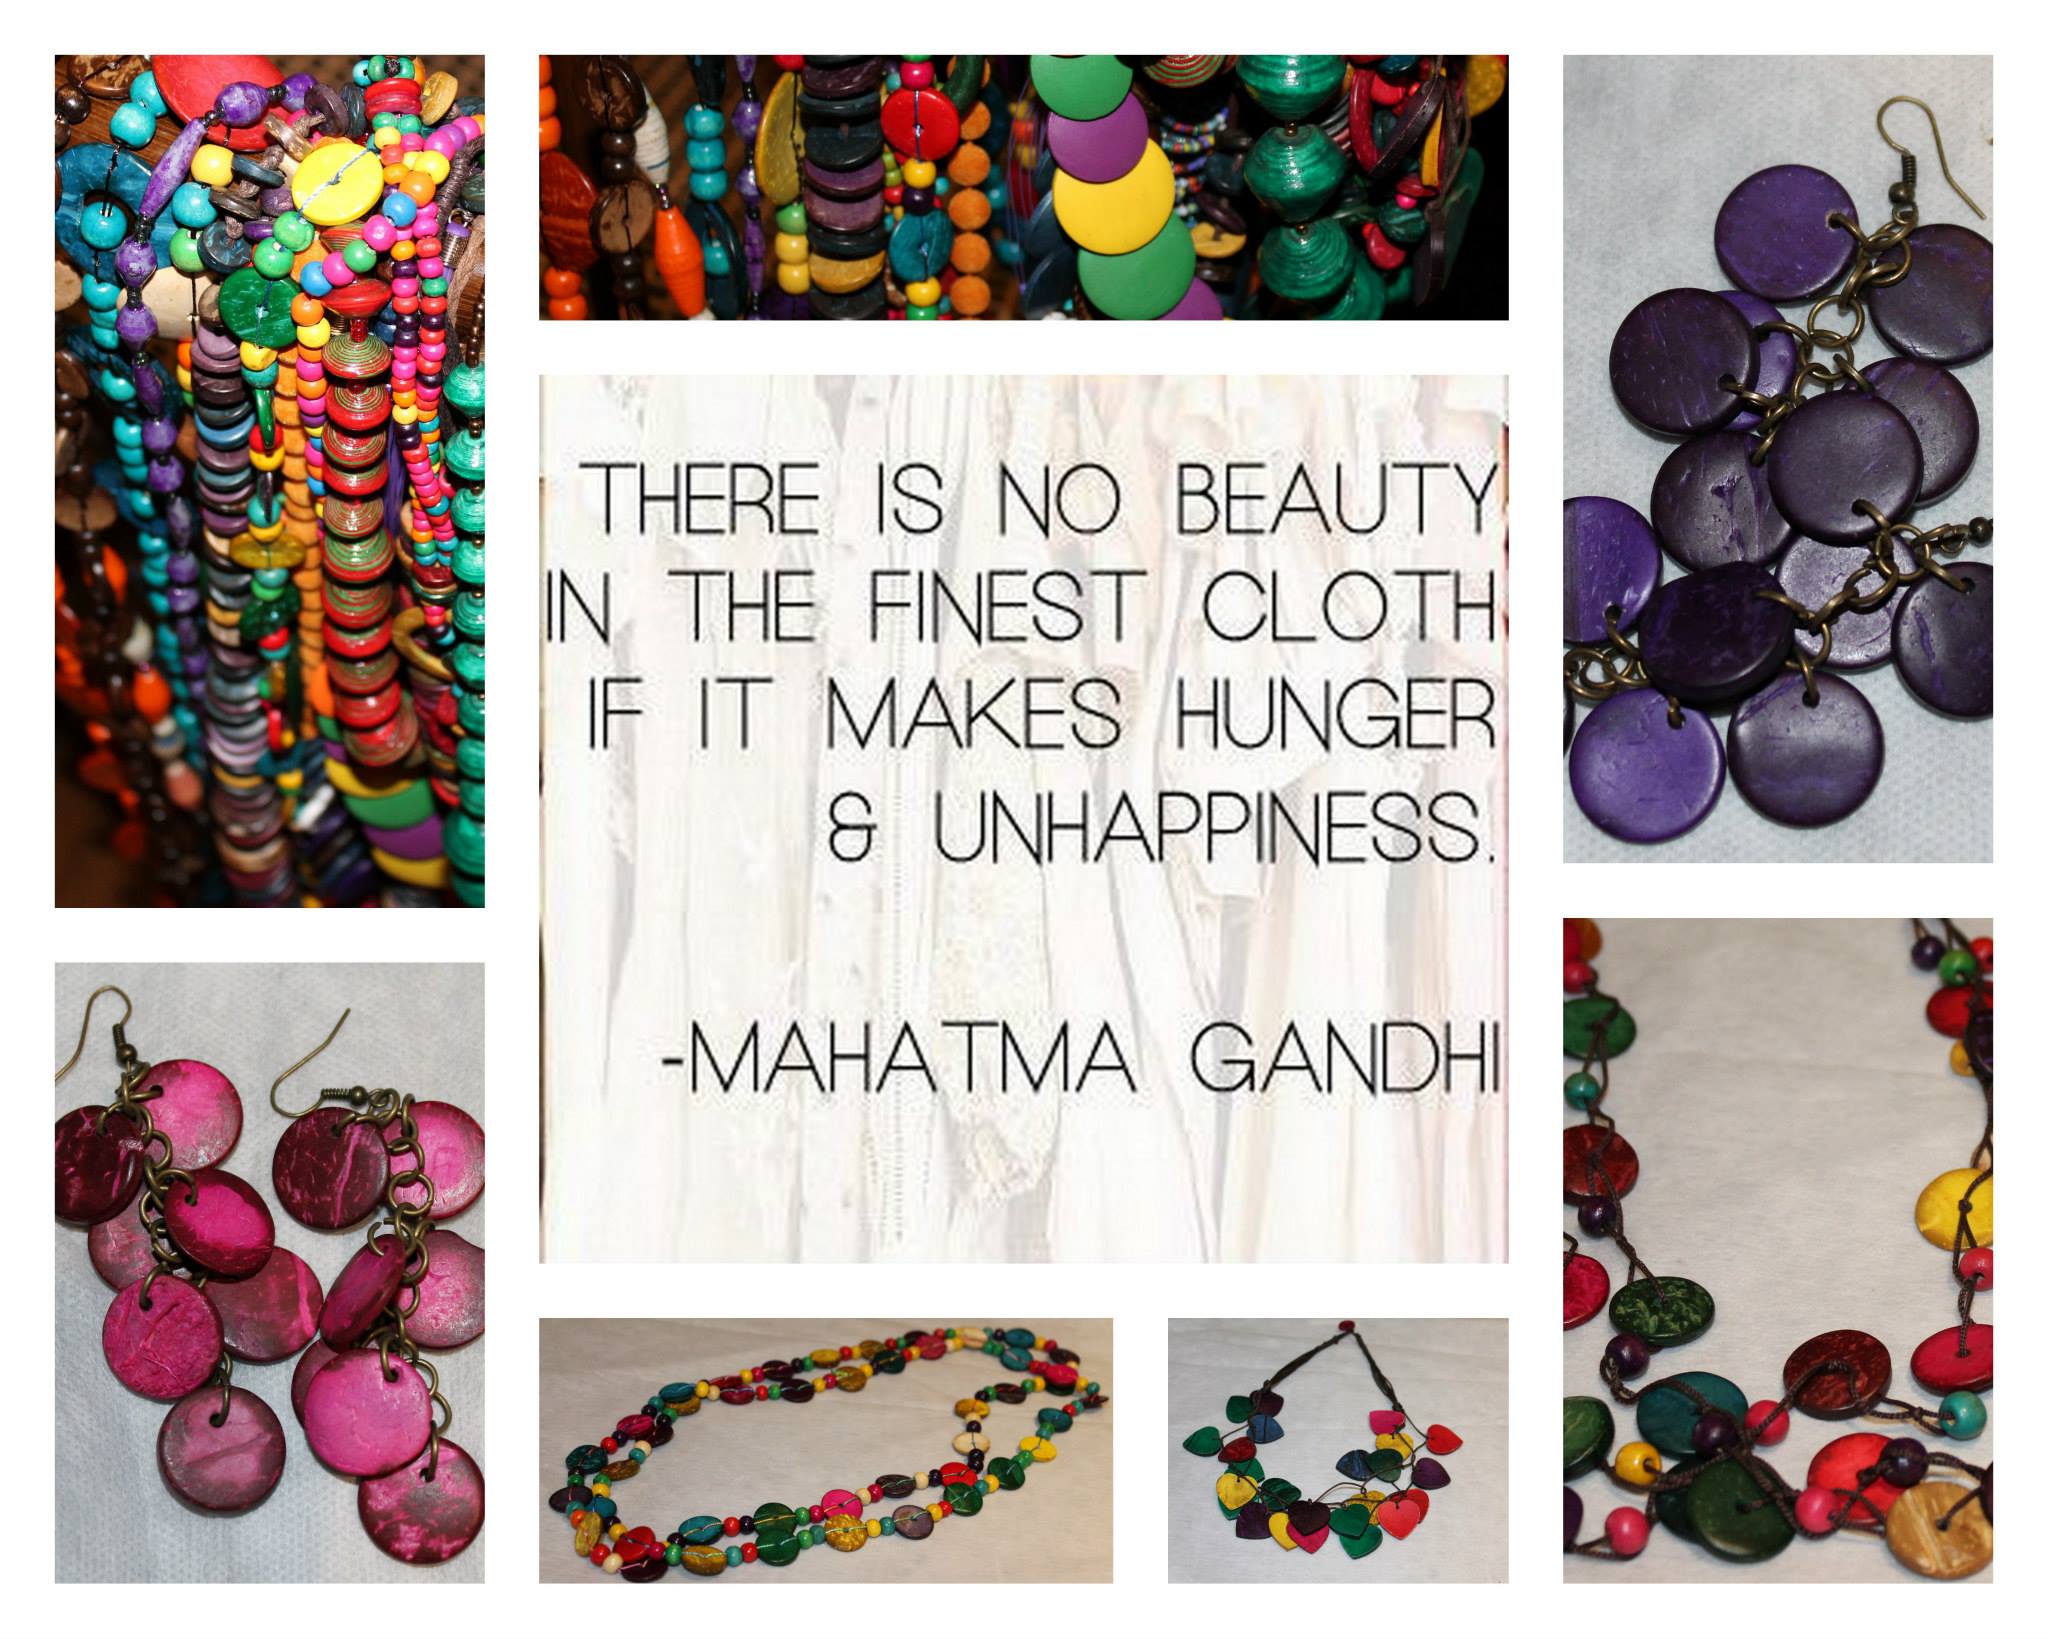 THERE IS NO BEAUTY
IN THE FINEST CLOTH
IF IT MAKES HUNGER
& UNHAPPINESS.
-MAHATMA GANDHI